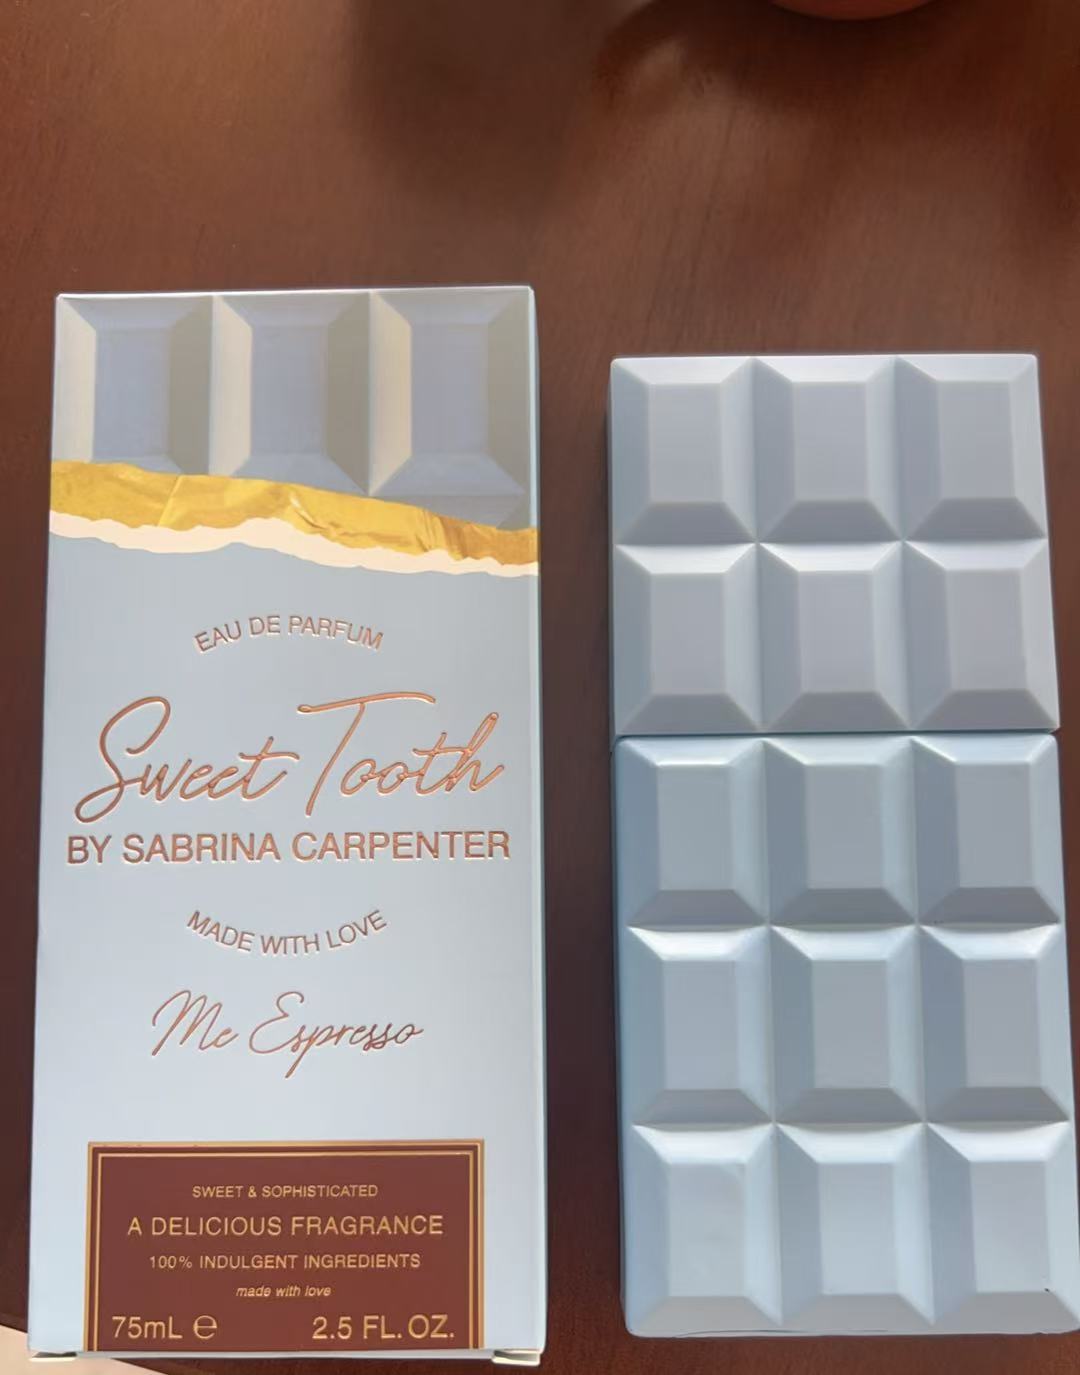 EAU DE PARFUM
Sweet Tooth
BY SABRINA CARPENTER
MADE WITH LOVE
Me Espresso
SWEET & SOPHISTICATED
A DELICIOUS FRAGRANCE
100% INDULGENT INGREDIENTS
made with love
75mL ℮ 2.5 FL. OZ.